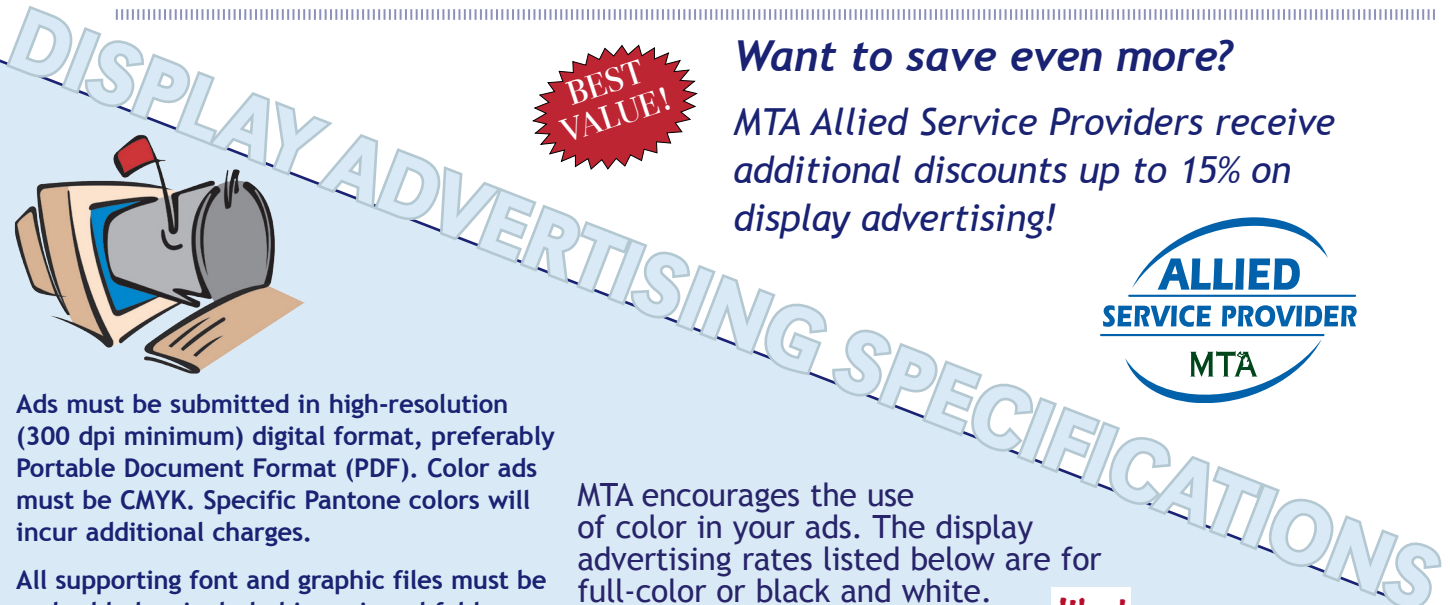 DISPLAY ADVERTISING SPECIFICATIONS
BEST
VALUE!
Want to save even more?
MTA Allied Service Providers receive
additional discounts up to 15% on
display advertising!
ALLIED
SERVICE PROVIDER
MTA
Ads must be submitted in high-resolution
(300 dpi minimum) digital format, preferably
Portable Document Format (PDF). Color ads
must be CMYK. Specific Pantone colors will
incur additional charges.
All supporting font and graphic files must be
MTA encourages the use
of color in your ads. The display
advertising rates listed below are for
full-color or black and white.